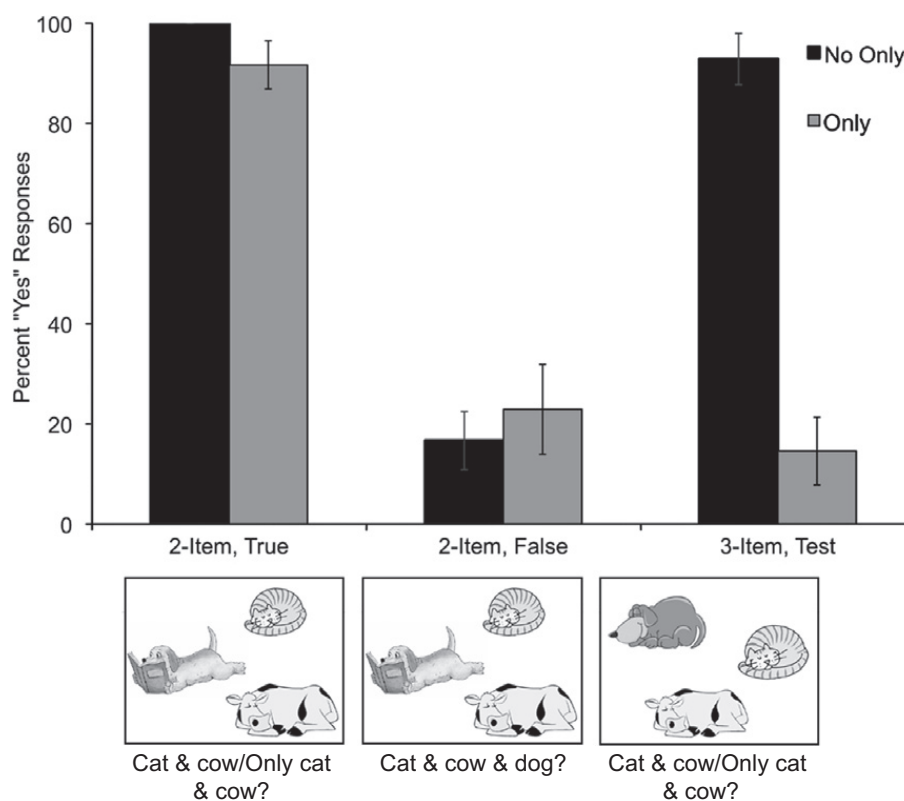 Percent "Yes" Responses
100
80
60
40
20
0
No Only
Only
2-Item, True
2-Item, False
3-Item, Test
Cat & cow/Only cat
& cow?
Cat & cow & dog?
Cat & cow/Only cat
& cow?